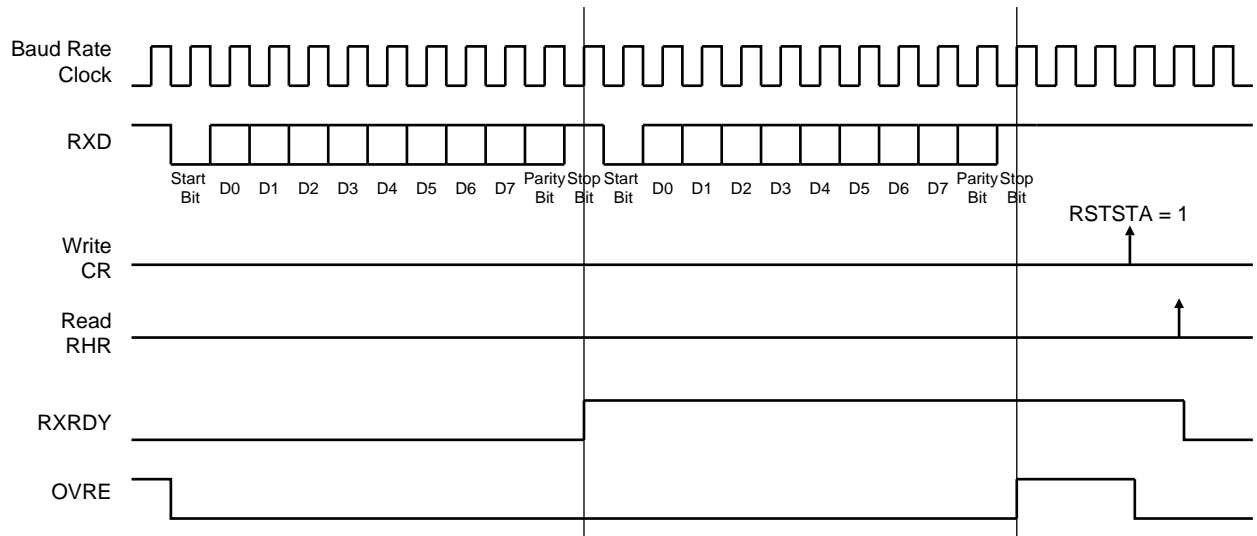 Baud Rate
Clock
RXD
Start
Bit
D0
D1
D2
D3
D4
D5
D6
D7
Parity
Bit
Stop
Bit
Start
Bit
D0
D1
D2
D3
D4
D5
D6
D7
Parity
Bit
Stop
Bit
RSTSTA = 1
Write
CR
Read
RHR
RXRDY
OVRE